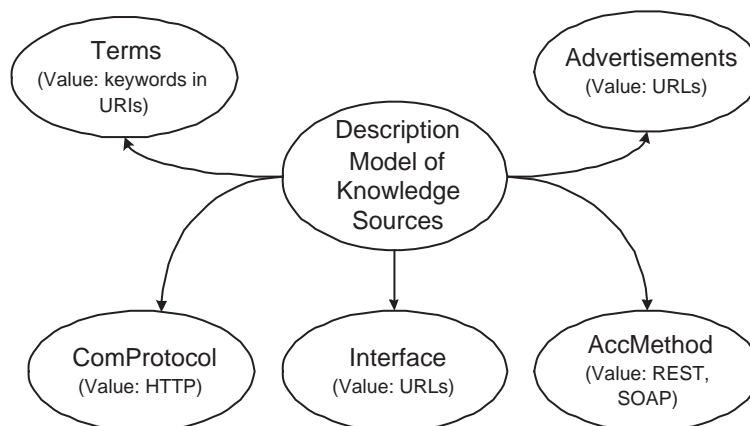 Terms
(Value: keywords in
URIs)
Advertisements
(Value: URLs)
Description
Model of
Knowledge
Sources
ComProtocol
(Value: HTTP)
Interface
(Value: URLs)
AccMethod
(Value: REST,
SOAP)